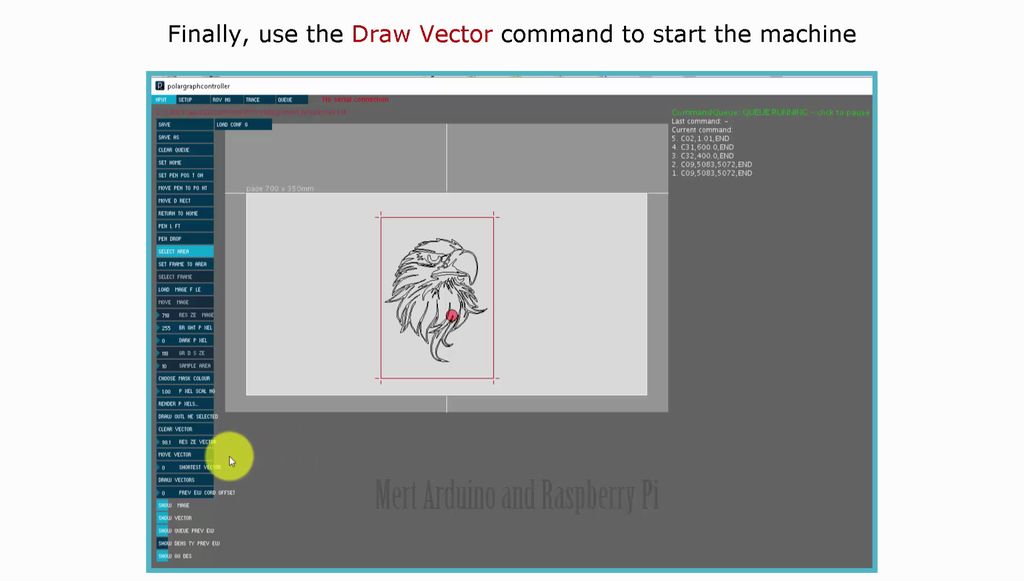 Finally, use the Draw Vector command to start the machine
polargraphcontroller
INPUT SETUP ROV NG TRACE QUEUE No serial connection
CommandQueue: QUEUE RUNNING - click to pause
SAVE LOAD CONF G
Last command: -
Current command:
SAVE AS
5. C02,1.01,END
CLEAR QUEUE
4. C31,600.0,END
SET HOME
3. C32,400.0,END
2. C09,5083,5072,END
SET PEN POS T ON
1. C09,5083,5072,END
MOVE PEN TO PO NT
page 700 x 350mm
MOVE D RECT
RETURN TO HOME
PEN L FT
PEN DROP
SELECT AREA
SET FRAME TO AREA
SELECT FRAME
LOAD MAGE F LE
MOVE MAGE
RES ZE MAGE
255 BR GHT P XEL
0 DARK P XEL
GR D S ZE
10 SAMPLE AREA
CHOOSE MASK COLOUR
1.00 P XEL SCAL NG
RENDER P XELS.
DRAW OUTL NE SELECTED
CLEAR VECTOR
RES ZE VECTOR
MOVE VECTOR
0 SHORTEST VECTOR
DRAW VECTORS
0 PREV EW CORD OFFSET
Mert Arduino and Raspberry Pi
SHOW MAGE
SHOW VECTOR
SHOW QUEUE PREV EW
SHOW DENS TY PREV EW
SHOW GU DES